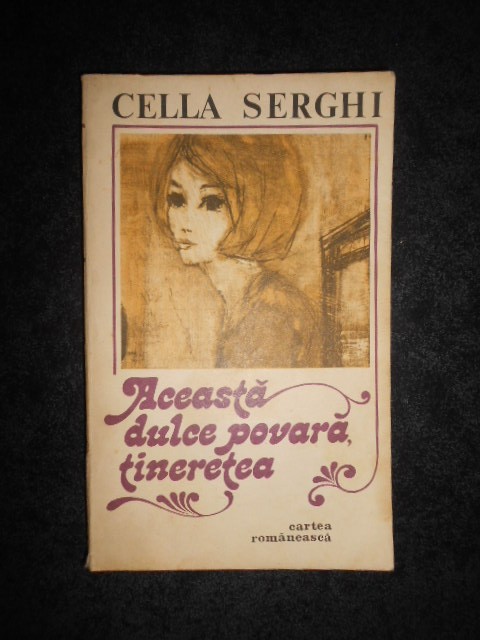 CELLA SERGHI
Această
dulce povară,
tinerețea
cartea
românească